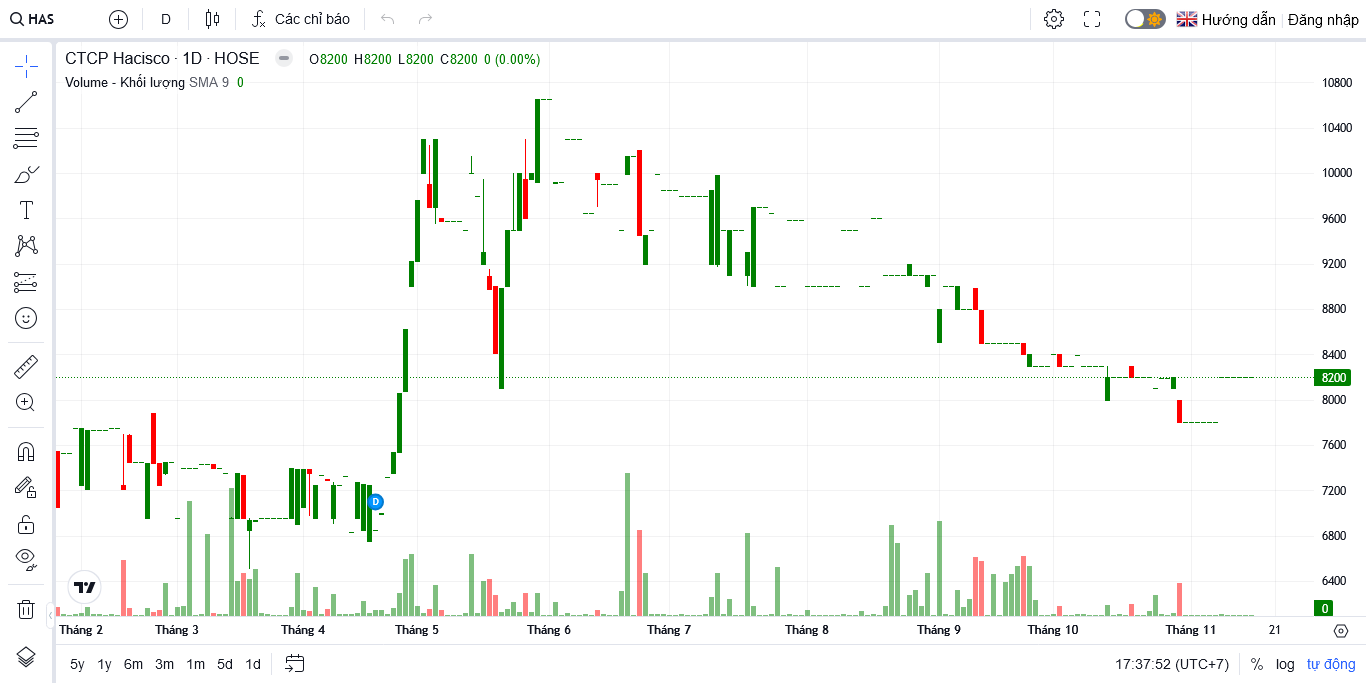 HAS D Các chỉ báo Hướng dẫn Đăng nhập
CTCP Hacisco · 1D · HOSE O8200 H8200 L8200 C8200 0 (0.00%)
Volume - Khối lượng SMA 9 0
10800
10400
10000
9600
9200
8800
8400
8200
8000
7600
7200
D
6800
6400
0
Tháng 2 Tháng 3 Tháng 4 Tháng 5 Tháng 6 Tháng 7 Tháng 8 Tháng 9 Tháng 10 Tháng 11 21
5y 1y 6m 3m 1m 5d 1d 17:37:52 (UTC+7) % log tự động